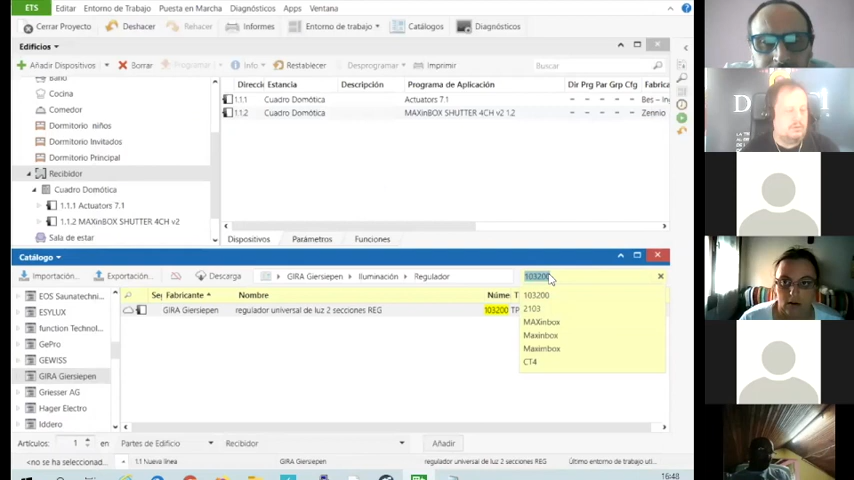 ETS Editar Entorno de Trabajo Puesta en Marcha Diagnósticos Apps Ventana
Cerrar Proyecto Deshacer Rehacer Informes Entorno de trabajo Catálogos Diagnósticos
Edificios
Añadir Dispositivos Borrar Programar Info Restablecer Desprogramar Imprimir Buscar
Baño
Cocina
Comedor
Dormitorio niños
Dormitorio Invitados
Dormitorio Principal
Recibidor
Cuadro Domótica
1.1.1 Actuators 7.1
1.1.2 MAXinBOX SHUTTER 4CH v2
Sala de estar
Direcci Estancia Descripción Programa de Aplicación Dir Prg Par Grp Cfg Fabrica
1.1.1 Cuadro Domótica Actuators 7.1 – – – – – Bes – Ing
1.1.2 Cuadro Domótica MAXinBOX SHUTTER 4CH v2 1.2 – – – – – Zennio
Dispositivos Parámetros Funciones
Catálogo
Importación... Exportación... Descarga GIRA Giersiepen Iluminación Regulador 103200
EOS Saunatechni...
ESYLUX
function Technol...
GePro
GEWISS
GIRA Giersiepen
Griesser AG
Hager Electro
Iddero
Fabricante Nombre Núme
GIRA Giersiepen regulador universal de luz 2 secciones REG 103200 TP
103200
2103
MAXinbox
Maxinbox
Maximbox
CT4
Artículos: 1 en Partes de Edificio Recibidor Añadir
<no se ha seleccionad... 1.1 Nueva línea GIRA Giersiepen regulador universal de luz 2 secciones REG Último entorno de trabajo uti...
16:48